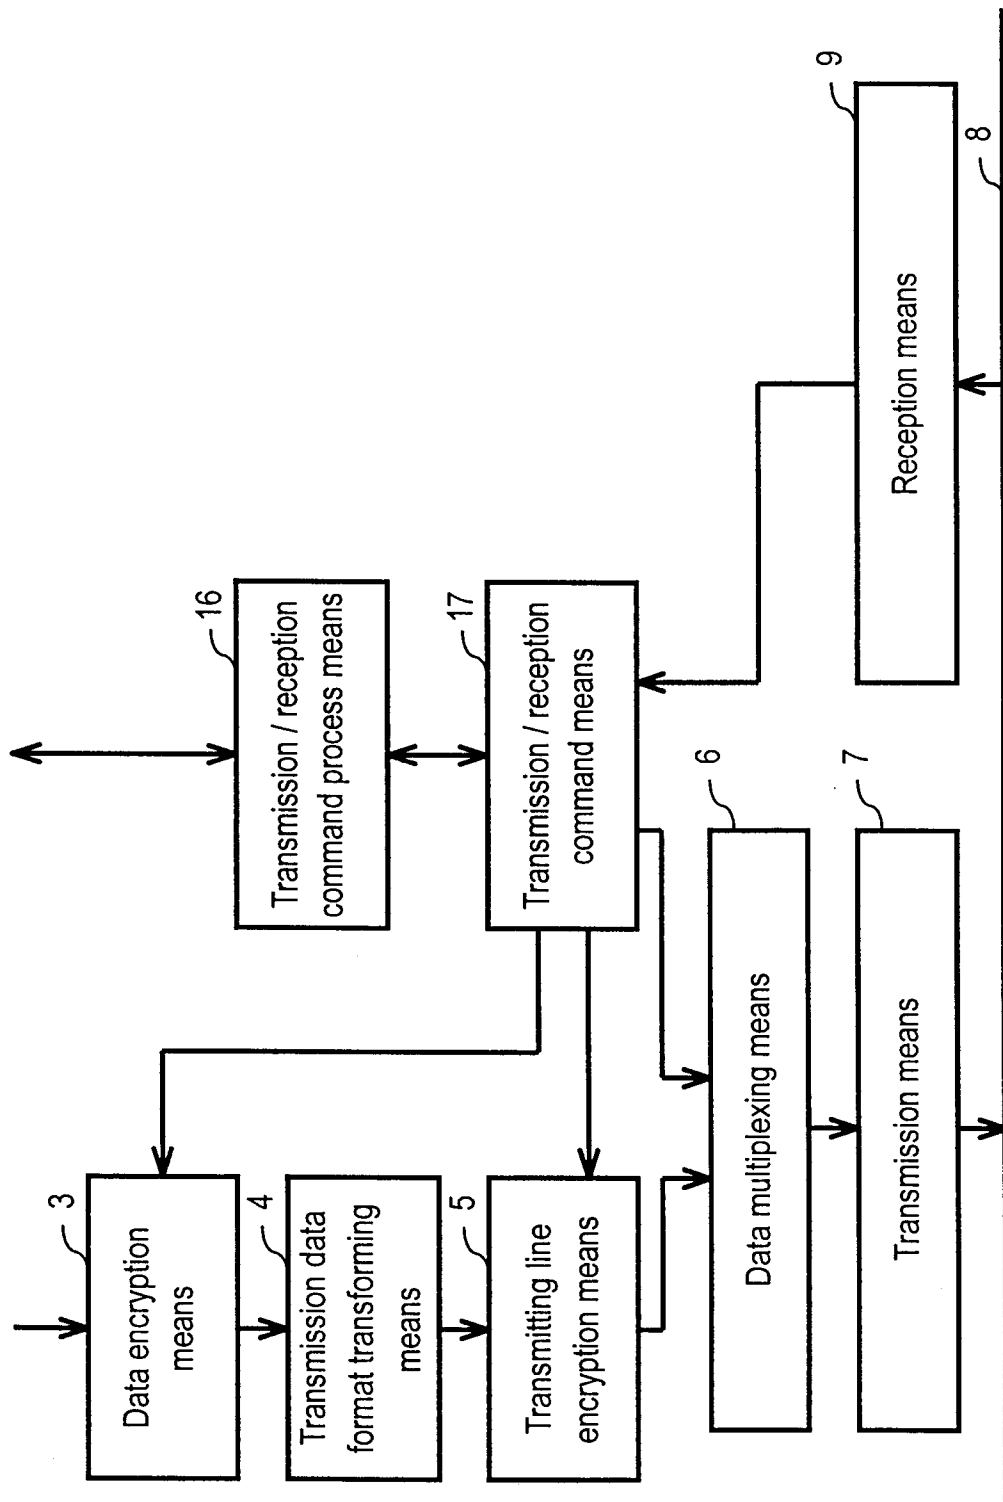 3
Data encryption
means
4
Transmission data
format transforming
means
5
Transmitting line
encryption means
16
Transmission / reception
command process means
17
Transmission / reception
command means
6
Data multiplexing means
7
Transmission means
9
Reception means
8